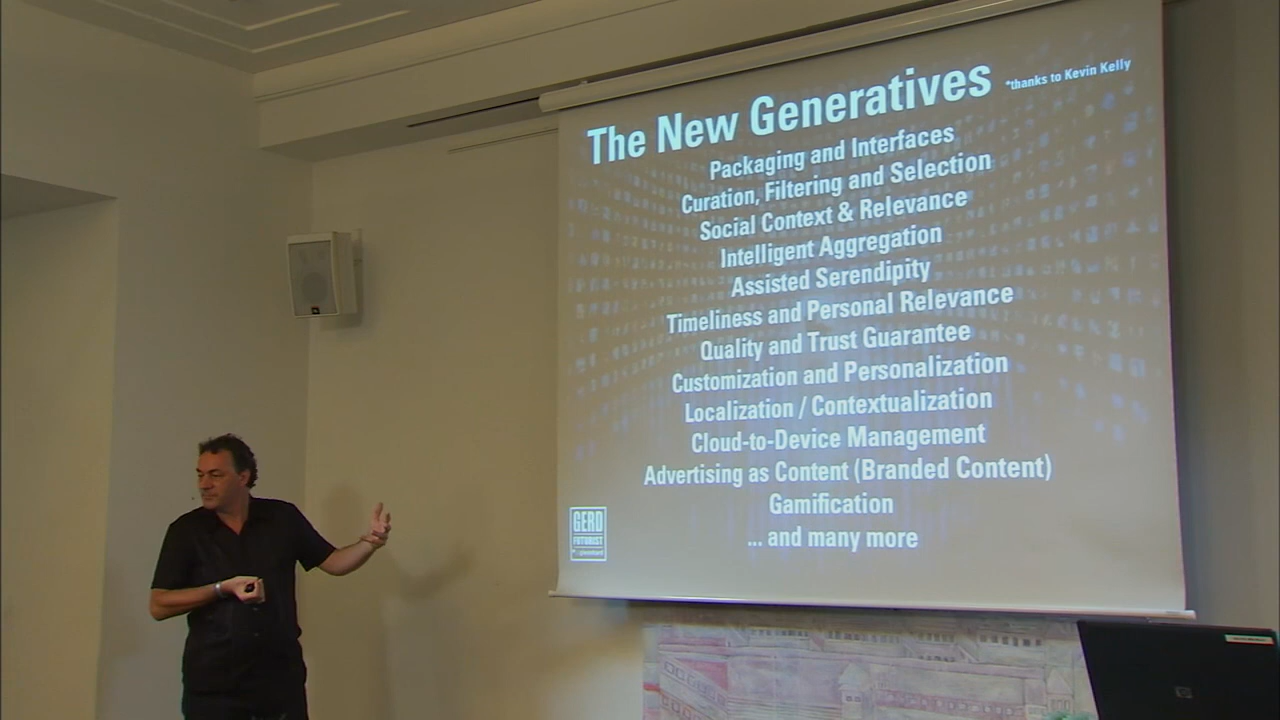 The New Generatives *thanks to Kevin Kelly
Packaging and Interfaces
Curation, Filtering and Selection
Social Context & Relevance
Intelligent Aggregation
Assisted Serendipity
Timeliness and Personal Relevance
Quality and Trust Guarantee
Customization and Personalization
Localization / Contextualization
Cloud-to-Device Management
Advertising as Content (Branded Content)
Gamification
... and many more
GERD
FUTURIST